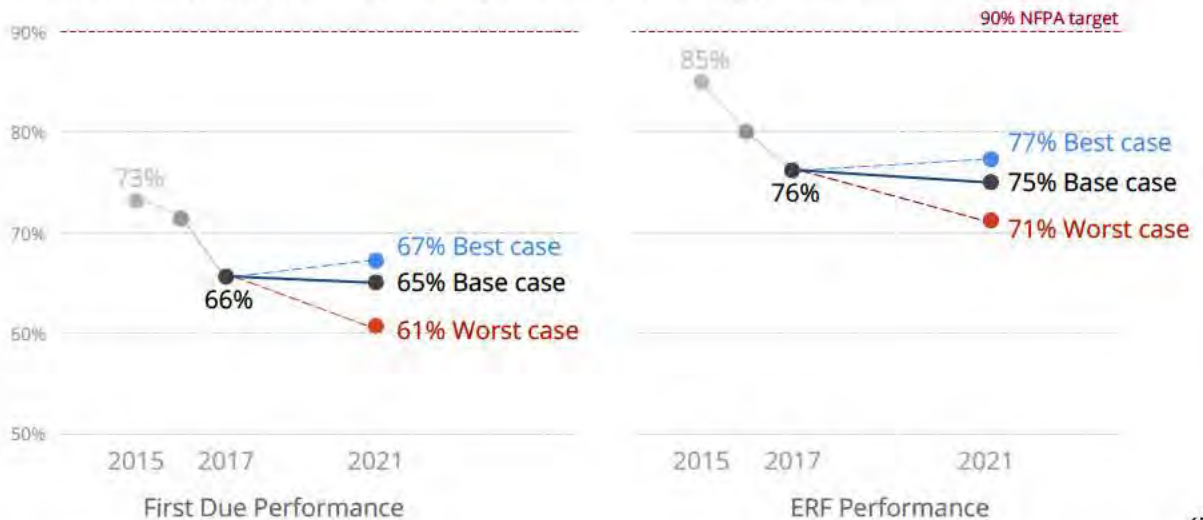 90% NFPA target
90%
80%
70%
60%
50%
73%
66%
67% Best case
65% Base case
61% Worst case
2015 2017 2021
First Due Performance
85%
76%
77% Best case
75% Base case
71% Worst case
2015 2017 2021
ERF Performance